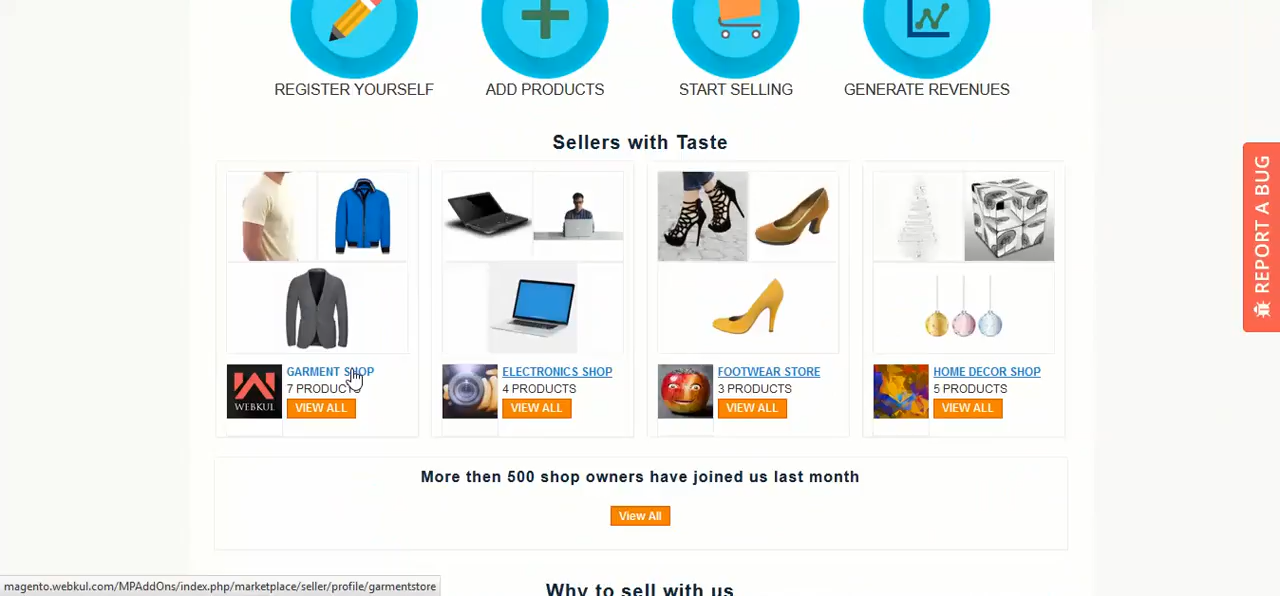 REGISTER YOURSELF
ADD PRODUCTS
START SELLING
GENERATE REVENUES
Sellers with Taste
WEBKUL
GARMENT SHOP
7 PRODUCTS
VIEW ALL
ELECTRONICS SHOP
4 PRODUCTS
VIEW ALL
FOOTWEAR STORE
3 PRODUCTS
VIEW ALL
HOME DECOR SHOP
5 PRODUCTS
VIEW ALL
More then 500 shop owners have joined us last month
View All
Why to sell with us
REPORT A BUG
magento.webkul.com/MPAddOns/index.php/marketplace/seller/profile/garmentstore